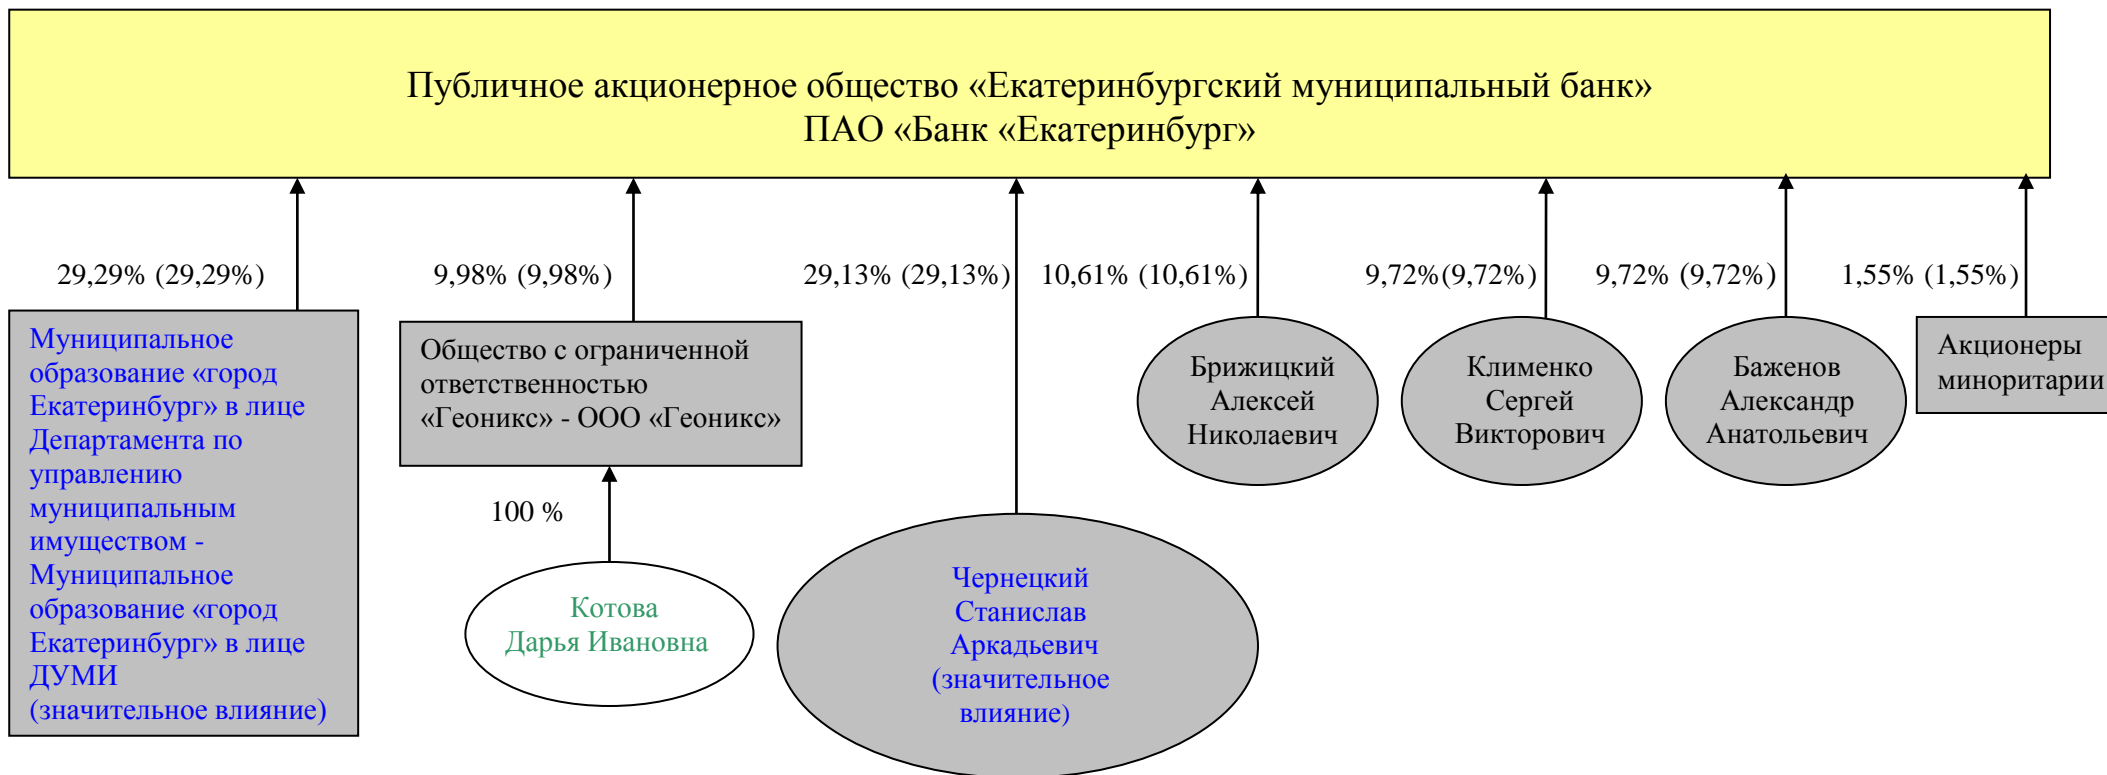 Публичное акционерное общество «Екатеринбургский муниципальный банк»
ПАО «Банк «Екатеринбург»
29,29% (29,29%)
9,98% (9,98%)
29,13% (29,13%)
10,61% (10,61%)
9,72%(9,72%)
9,72% (9,72%)
1,55% (1,55%)
Муниципальное
образование «город
Екатеринбург» в лице
Департамента по
управлению
муниципальным
имуществом -
Муниципальное
образование «город
Екатеринбург» в лице
ДУМИ
(значительное влияние)
Общество с ограниченной
ответственностью
«Геоникс» - ООО «Геоникс»
100 %
Котова
Дарья Ивановна
Чернецкий
Станислав
Аркадьевич
(значительное
влияние)
Брижицкий
Алексей
Николаевич
Клименко
Сергей
Викторович
Баженов
Александр
Анатольевич
Акционеры
миноритарии